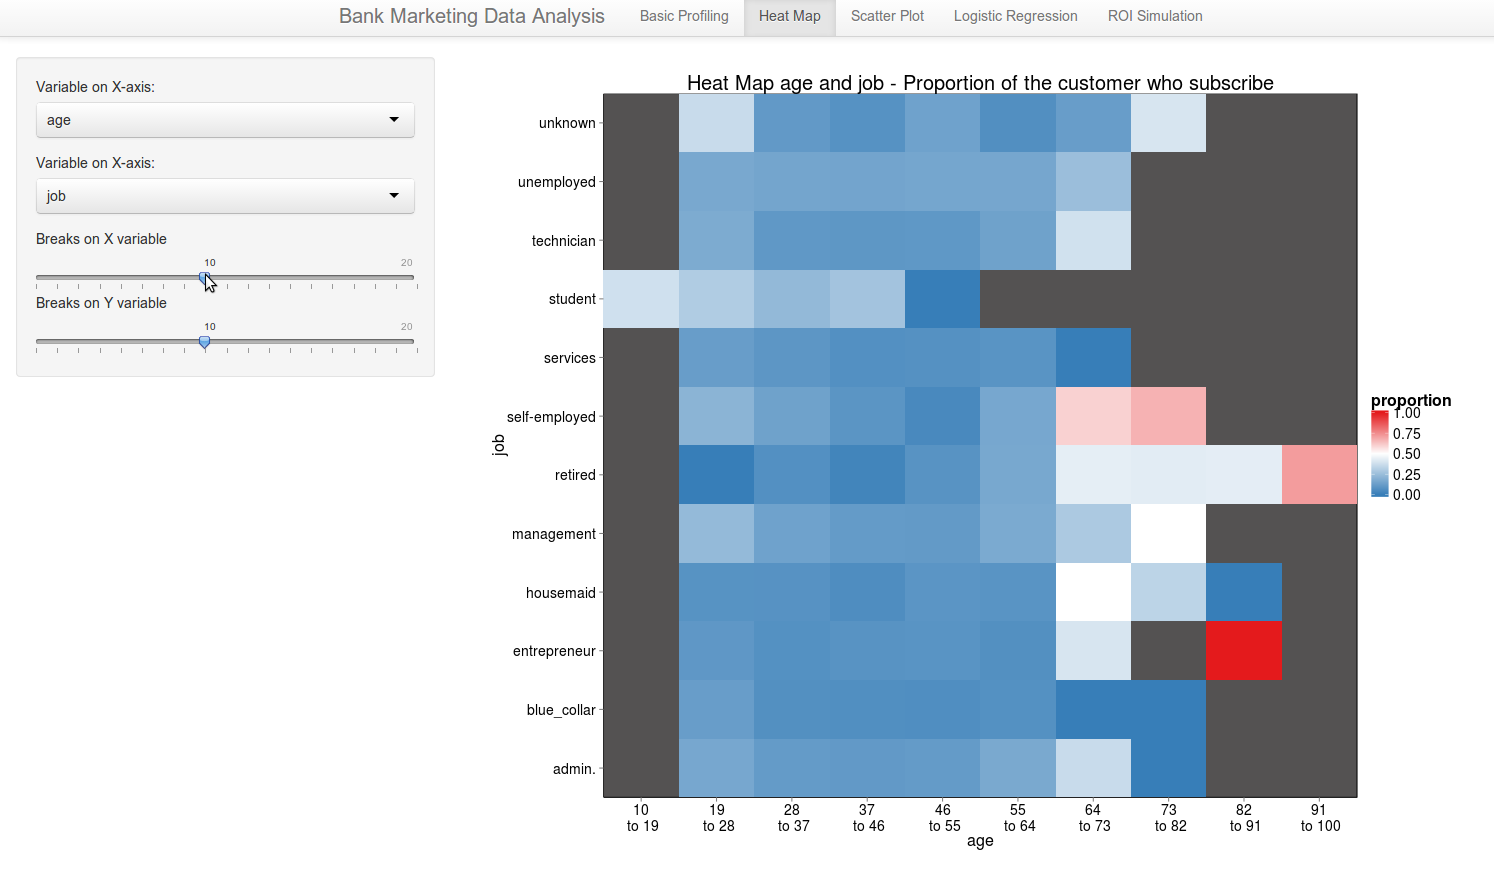 Bank Marketing Data Analysis Basic Profiling Heat Map Scatter Plot Logistic Regression ROI Simulation
Variable on X-axis:
age
Variable on X-axis:
job
Breaks on X variable
10 20
Breaks on Y variable
10 20
Heat Map age and job - Proportion of the customer who subscribe
job
unknown
unemployed
technician
student
services
self-employed
retired
management
housemaid
entrepreneur
blue_collar
admin.
10 19 28 37 46 55 64 73 82 91
to 19 to 28 to 37 to 46 to 55 to 64 to 73 to 82 to 91 to 100
age
proportion
1.00
0.75
0.50
0.25
0.00